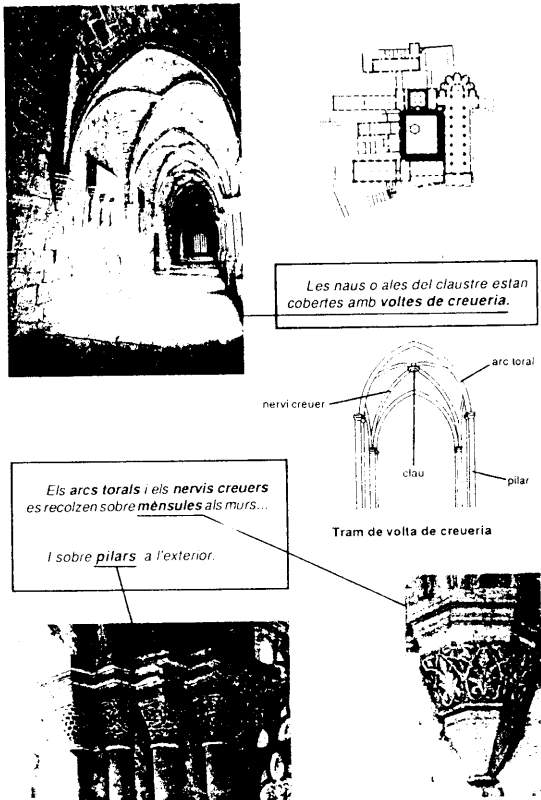 Les naus o ales del claustre estan
cobertes amb voltes de creueria.
arc toral
nervi creuer
clau
pilar
Tram de volta de creueria
Els arcs torals i els nervis creuers
es recolzen sobre mènsules als murs...
I sobre pilars a l'exterior.